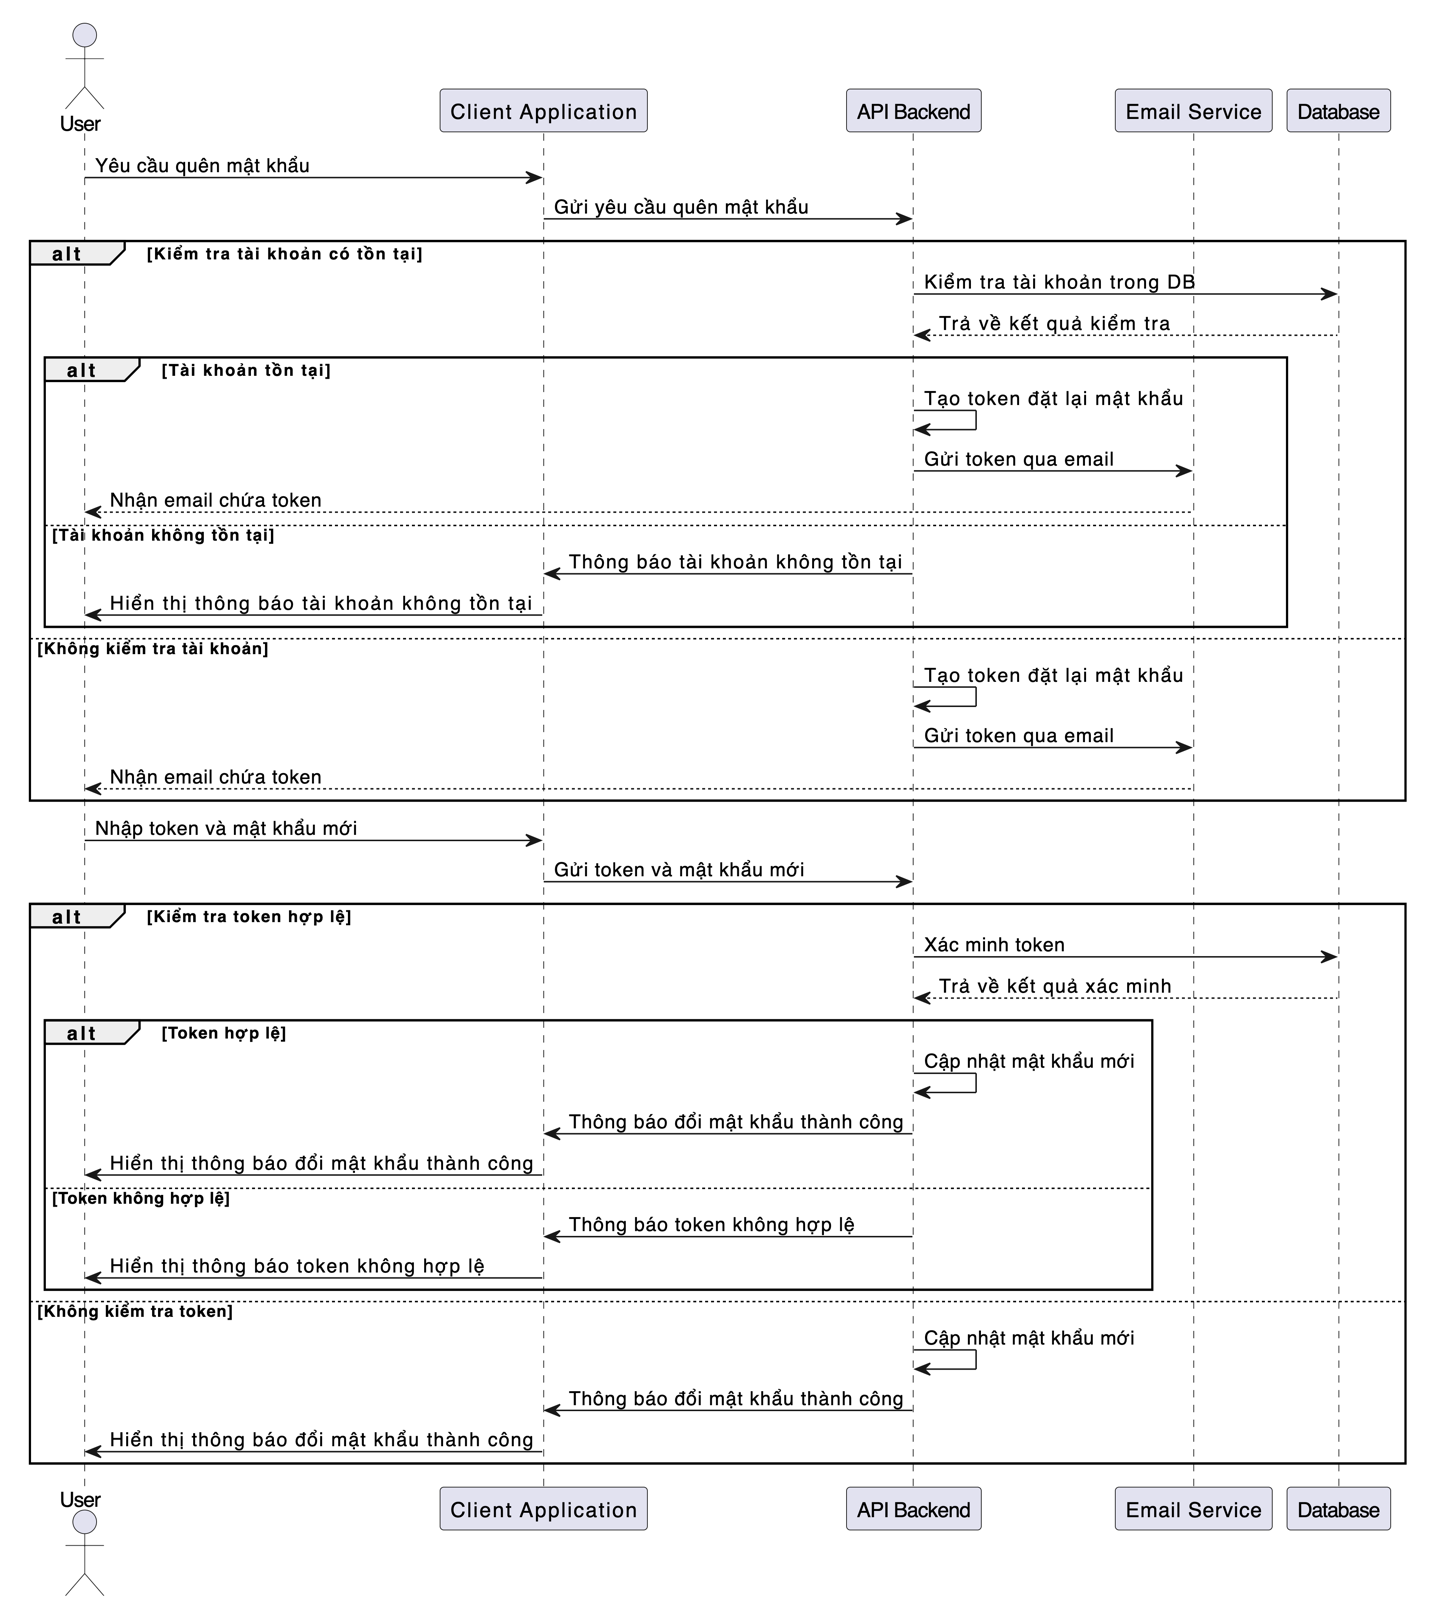 User
Client Application
API Backend
Email Service
Database
Yêu cầu quên mật khẩu
Gửi yêu cầu quên mật khẩu
alt [Kiểm tra tài khoản có tồn tại]
Kiểm tra tài khoản trong DB
Trả về kết quả kiểm tra
alt [Tài khoản tồn tại]
Tạo token đặt lại mật khẩu
Gửi token qua email
Nhận email chứa token
[Tài khoản không tồn tại]
Thông báo tài khoản không tồn tại
Hiển thị thông báo tài khoản không tồn tại
[Không kiểm tra tài khoản]
Tạo token đặt lại mật khẩu
Gửi token qua email
Nhận email chứa token
Nhập token và mật khẩu mới
Gửi token và mật khẩu mới
alt [Kiểm tra token hợp lệ]
Xác minh token
Trả về kết quả xác minh
alt [Token hợp lệ]
Cập nhật mật khẩu mới
Thông báo đổi mật khẩu thành công
Hiển thị thông báo đổi mật khẩu thành công
[Token không hợp lệ]
Thông báo token không hợp lệ
Hiển thị thông báo token không hợp lệ
[Không kiểm tra token]
Cập nhật mật khẩu mới
Thông báo đổi mật khẩu thành công
Hiển thị thông báo đổi mật khẩu thành công
User
Client Application
API Backend
Email Service
Database